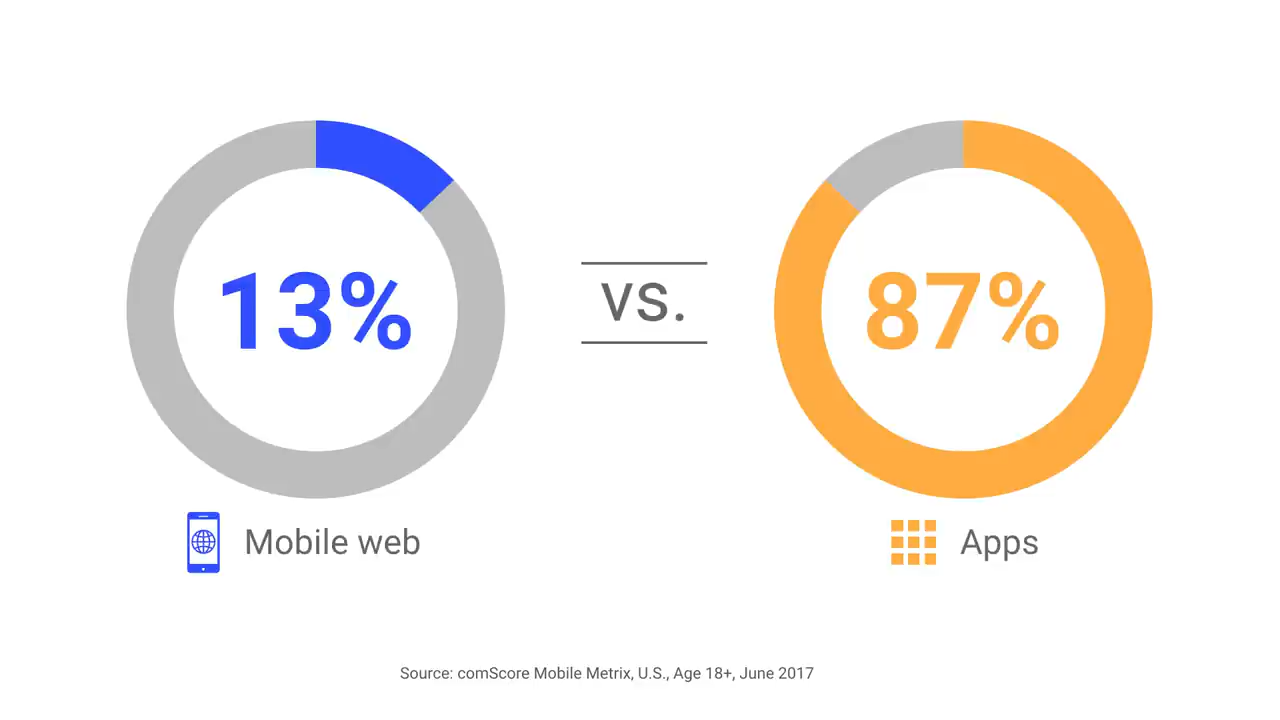 13%
vs.
87%
Mobile web
Apps
Source: comScore Mobile Metrix, U.S., Age 18+, June 2017